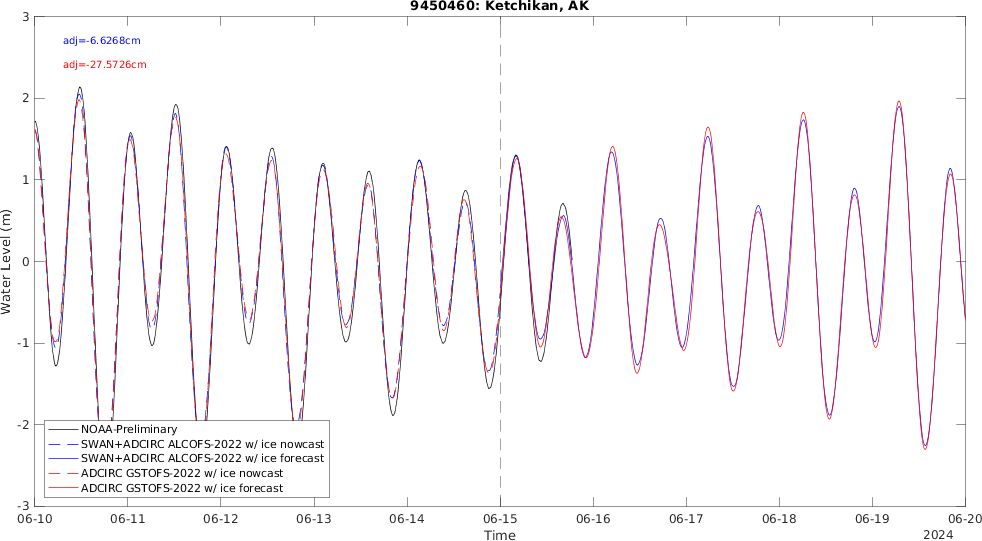 9450460: Ketchikan, AK
adj=-6.6268cm
adj=-27.5726cm
Water Level (m)
3
2
1
0
-1
-2
-3
NOAA-Preliminary
SWAN+ADCIRC ALCOFS-2022 w/ ice nowcast
SWAN+ADCIRC ALCOFS-2022 w/ ice forecast
ADCIRC GSTOFS-2022 w/ ice nowcast
ADCIRC GSTOFS-2022 w/ ice forecast
06-10 06-11 06-12 06-13 06-14 06-15 06-16 06-17 06-18 06-19 06-20
Time
2024